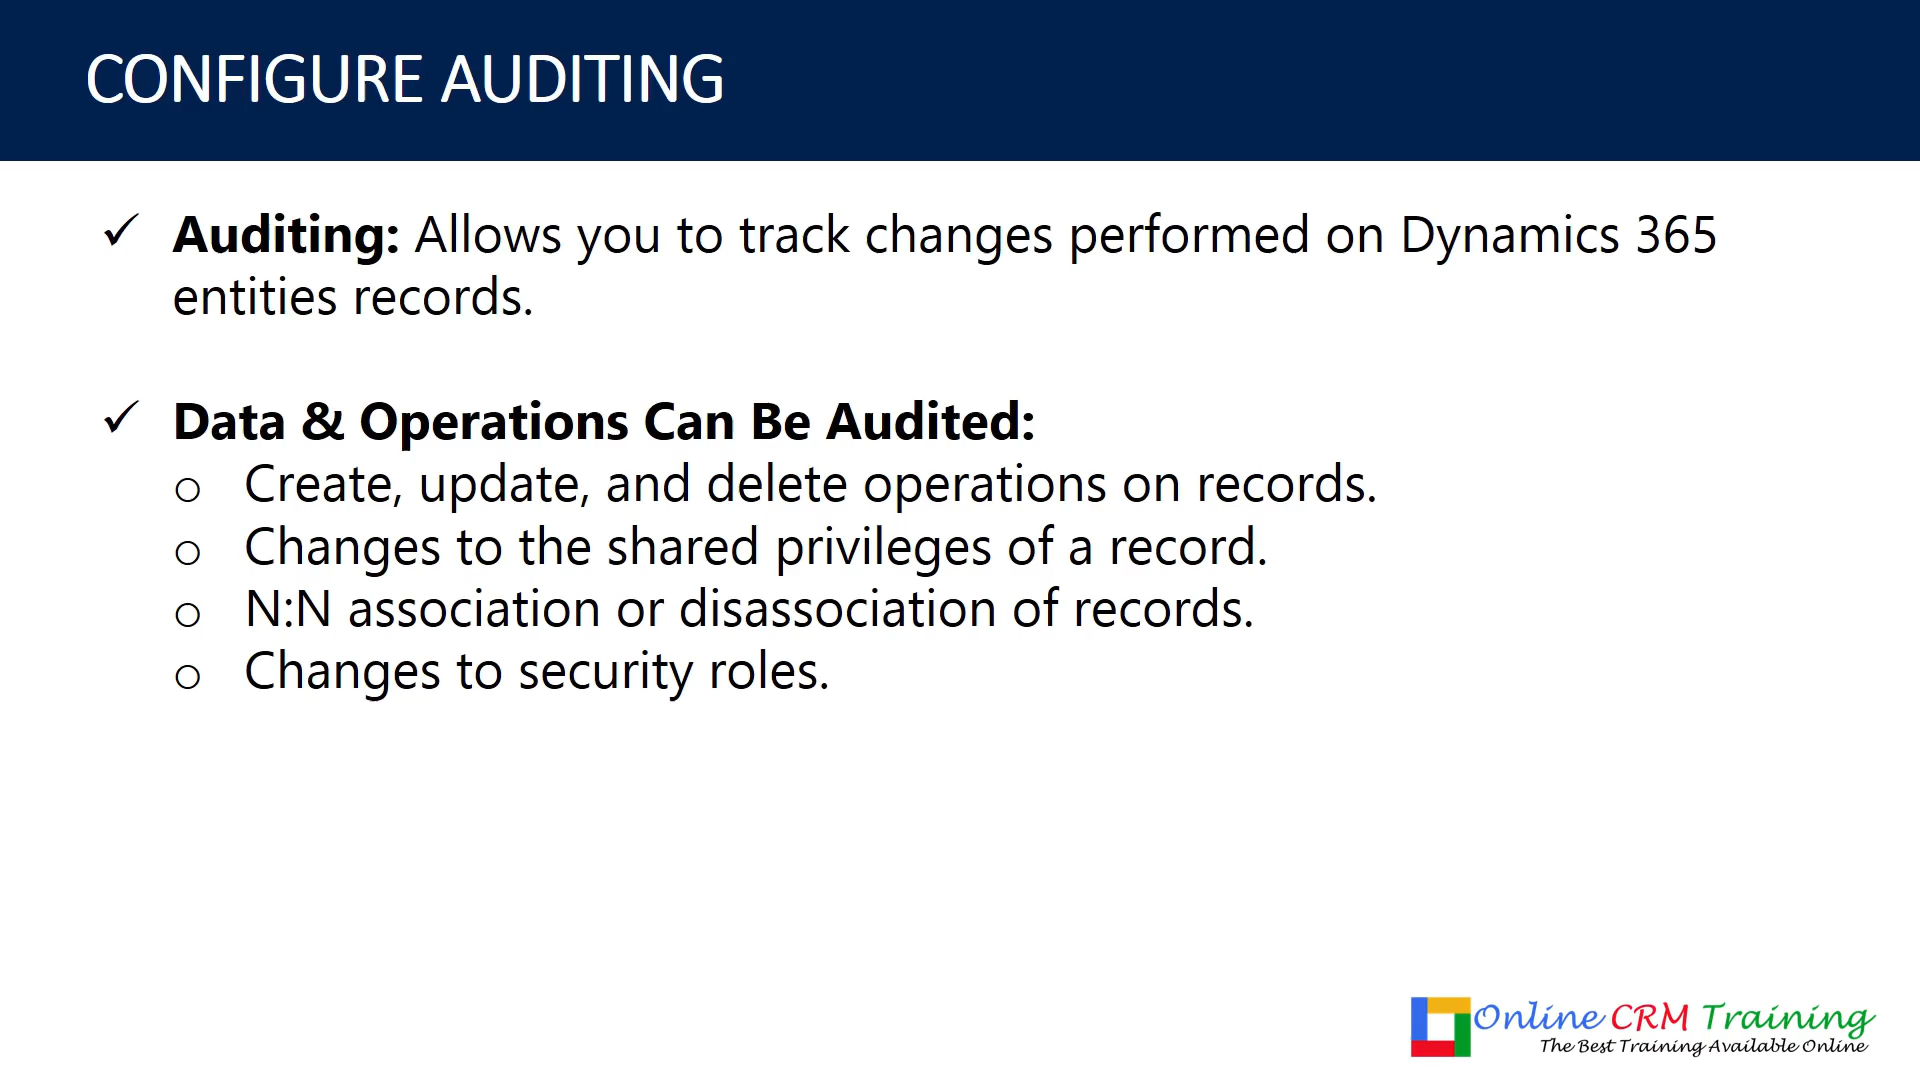 CONFIGURE AUDITING
✓ Auditing: Allows you to track changes performed on Dynamics 365
entities records.
✓ Data & Operations Can Be Audited:
o Create, update, and delete operations on records.
o Changes to the shared privileges of a record.
o N:N association or disassociation of records.
o Changes to security roles.
Online CRM Training
The Best Training Available Online